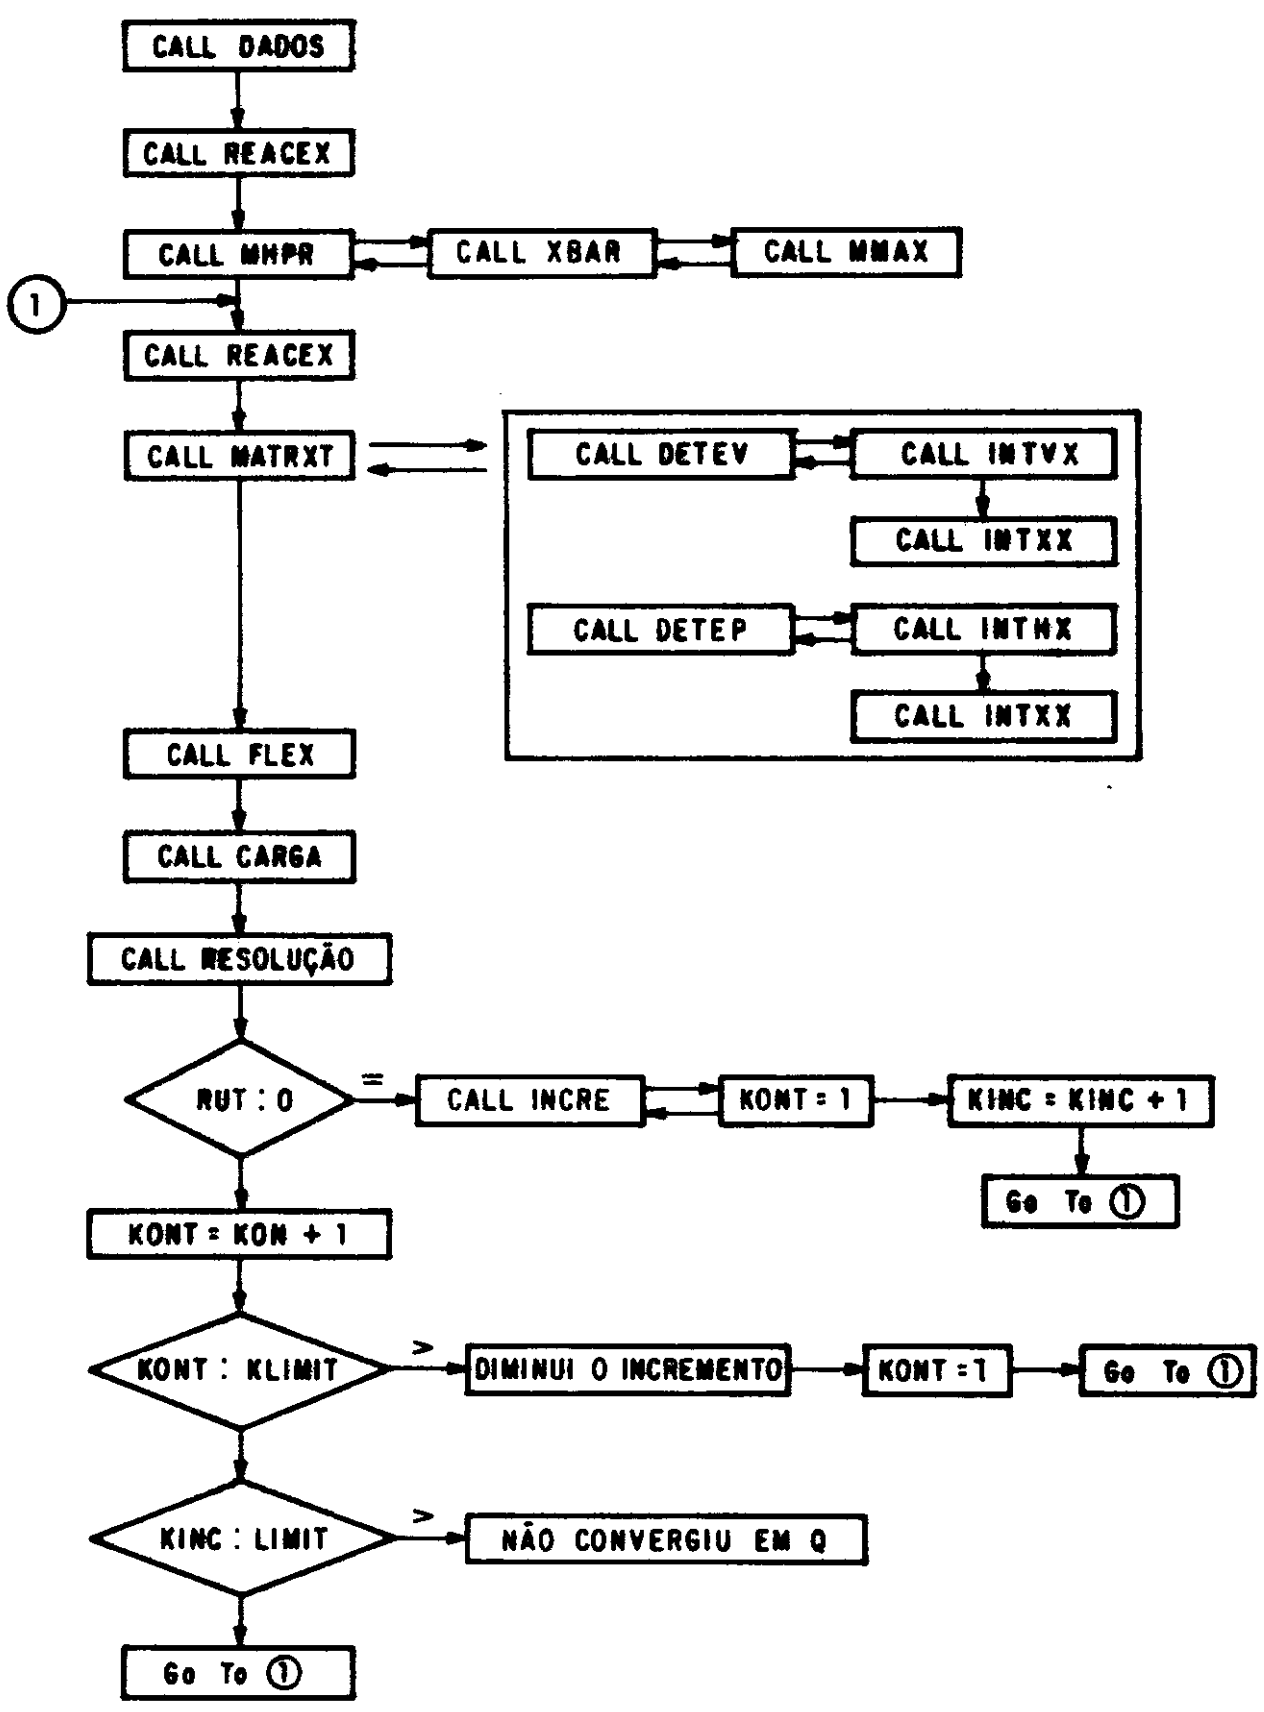 CALL DADOS
CALL REACEX
CALL MHPR
CALL XBAR
CALL MMAX
1
CALL REACEX
CALL MATRXT
CALL DETEV
CALL INTVX
CALL INTXX
CALL DETEP
CALL INTHX
CALL INTXX
CALL FLEX
CALL CARGA
CALL RESOLUÇÃO
RUT : 0
=
CALL INCRE
KONT = 1
KINC = KINC + 1
Go To 1
KONT = KON + 1
KONT : KLIMIT
>
DIMINUI O INCREMENTO
KONT = 1
Go To 1
KINC : LIMIT
>
NÃO CONVERGIU EM Q
Go To 1